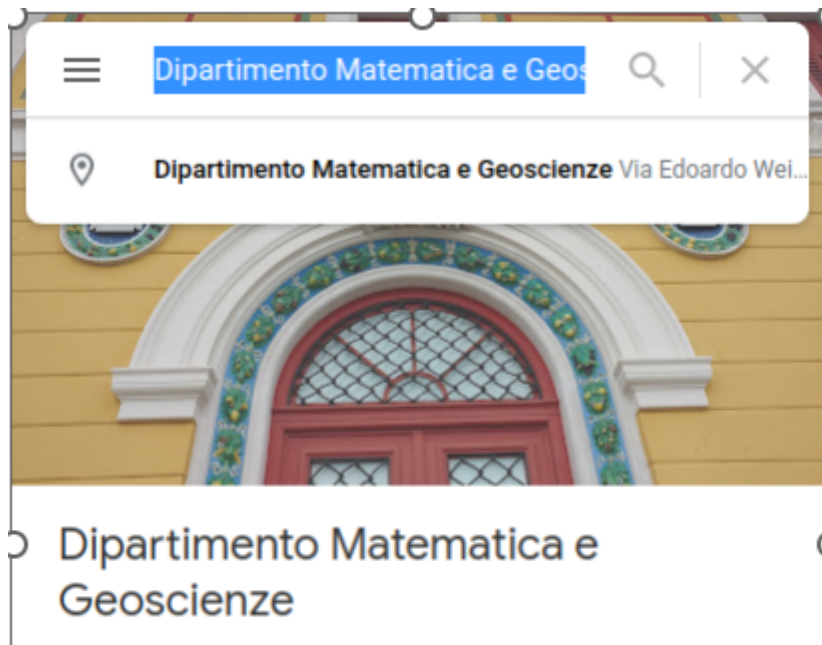 Dipartimento Matematica e Geos
Dipartimento Matematica e Geoscienze Via Edoardo Wei...
Dipartimento Matematica e
Geoscienze